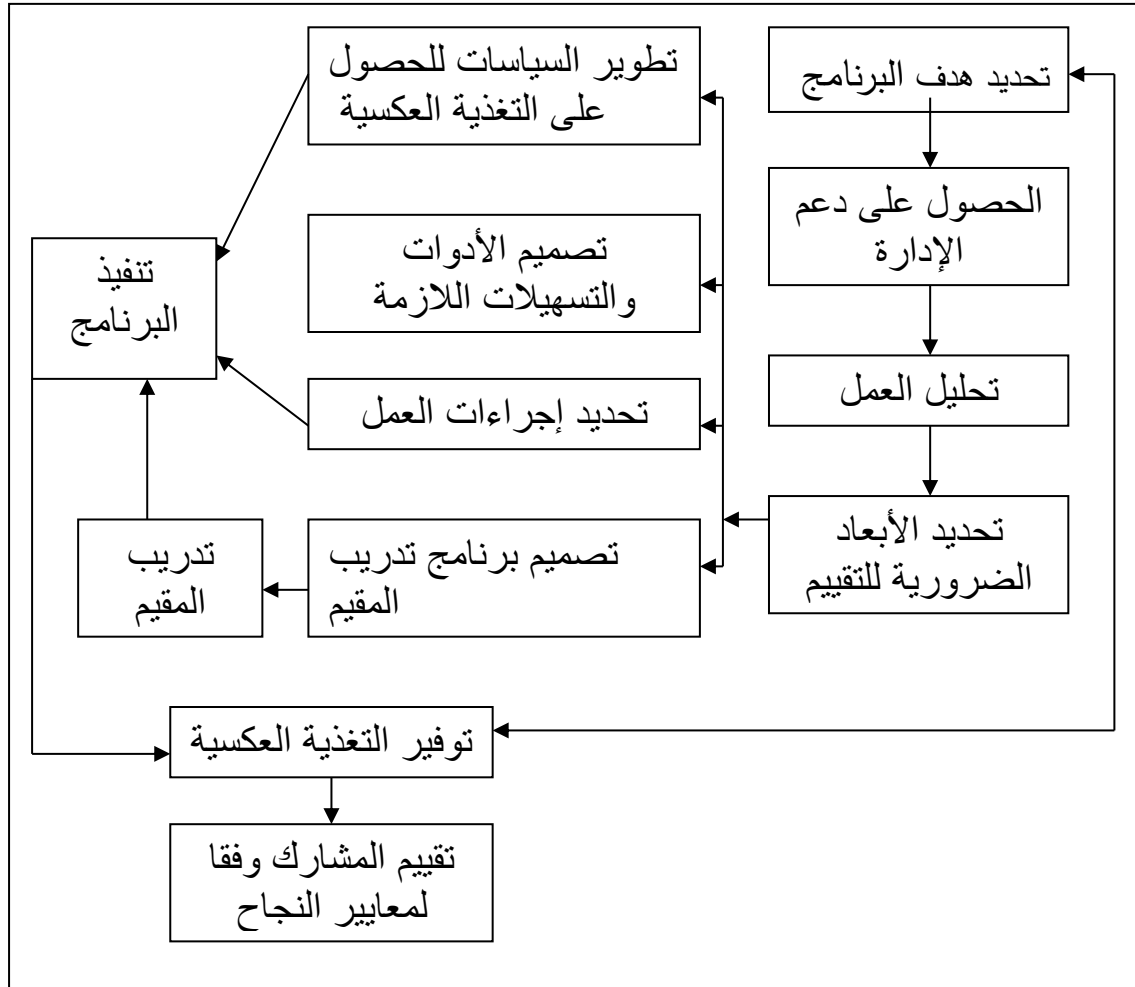 تحديد هدف البرنامج
الحصول على دعم
الإدارة
تحليل العمل
تحديد الأبعاد
الضرورية للتقييم
تطوير السياسات للحصول
على التغذية العكسية
تصميم الأدوات
والتسهيلات اللازمة
تحديد إجراءات العمل
تصميم برنامج تدريب
المقيم
تدريب
المقيم
تنفيذ
البرنامج
توفير التغذية العكسية
تقييم المشارك وفقا
لمعايير النجاح